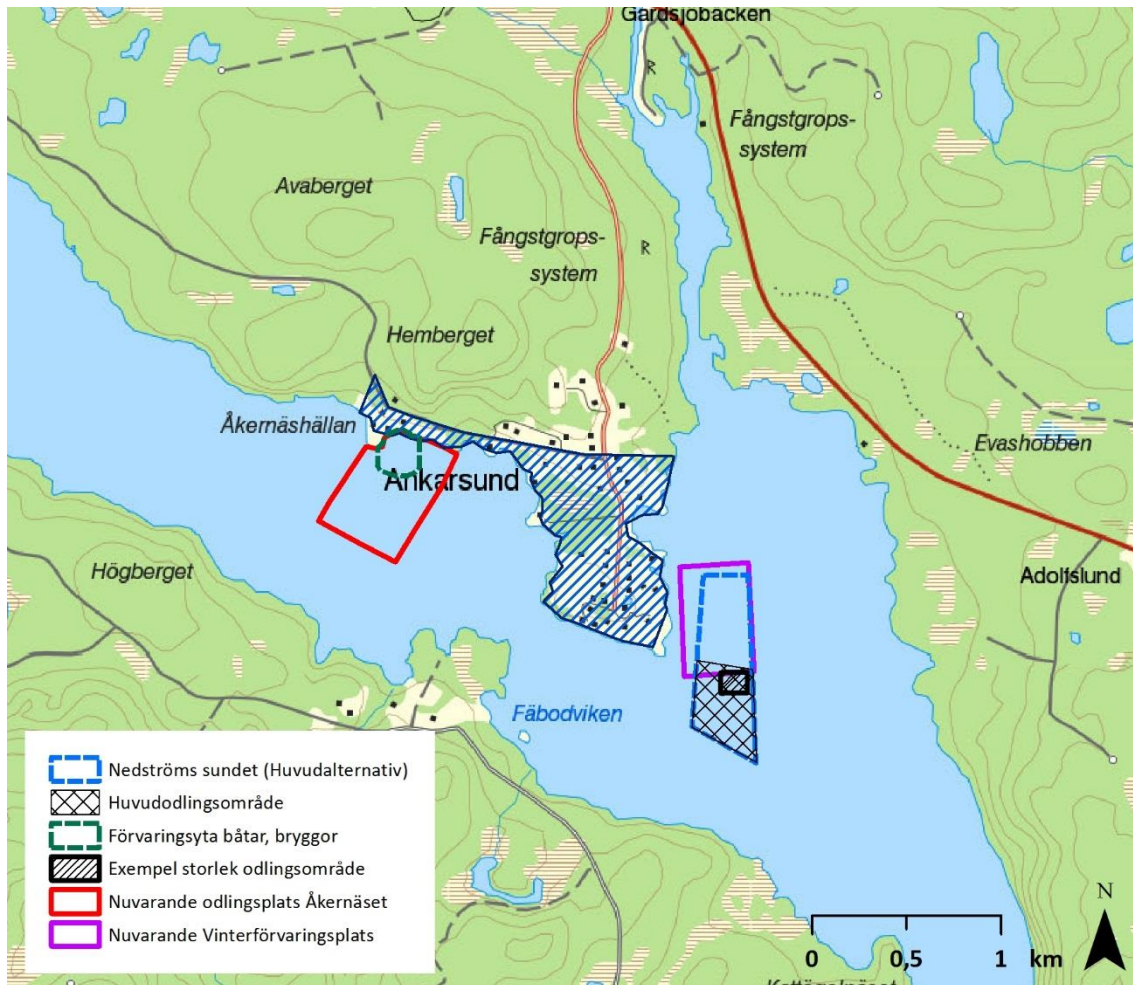 Gardsjöbäcken
R
Fångstgrops-
system
Avaberget
Fångstgrops-
system
R
Hemberget
Åkernäshällan
Evashobben
Ankarsund
Högberget
Adolfslund
Fäbodviken
Nedströms sundet (Huvudalternativ)
Huvudodlingsområde
Förvaringsyta båtar, bryggor
Exempel storlek odlingsområde
Nuvarande odlingsplats Åkernäset
Nuvarande Vinterförvaringsplats
N
0 0,5 1 km